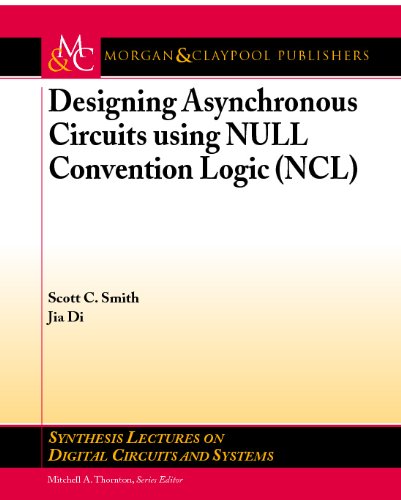 M
&C
MORGAN & CLAYPOOL PUBLISHERS
Designing Asynchronous
Circuits using NULL
Convention Logic (NCL)
Scott C. Smith
Jia Di
SYNTHESIS LECTURES ON
DIGITAL CIRCUITS AND SYSTEMS
Mitchell A. Thornton, Series Editor